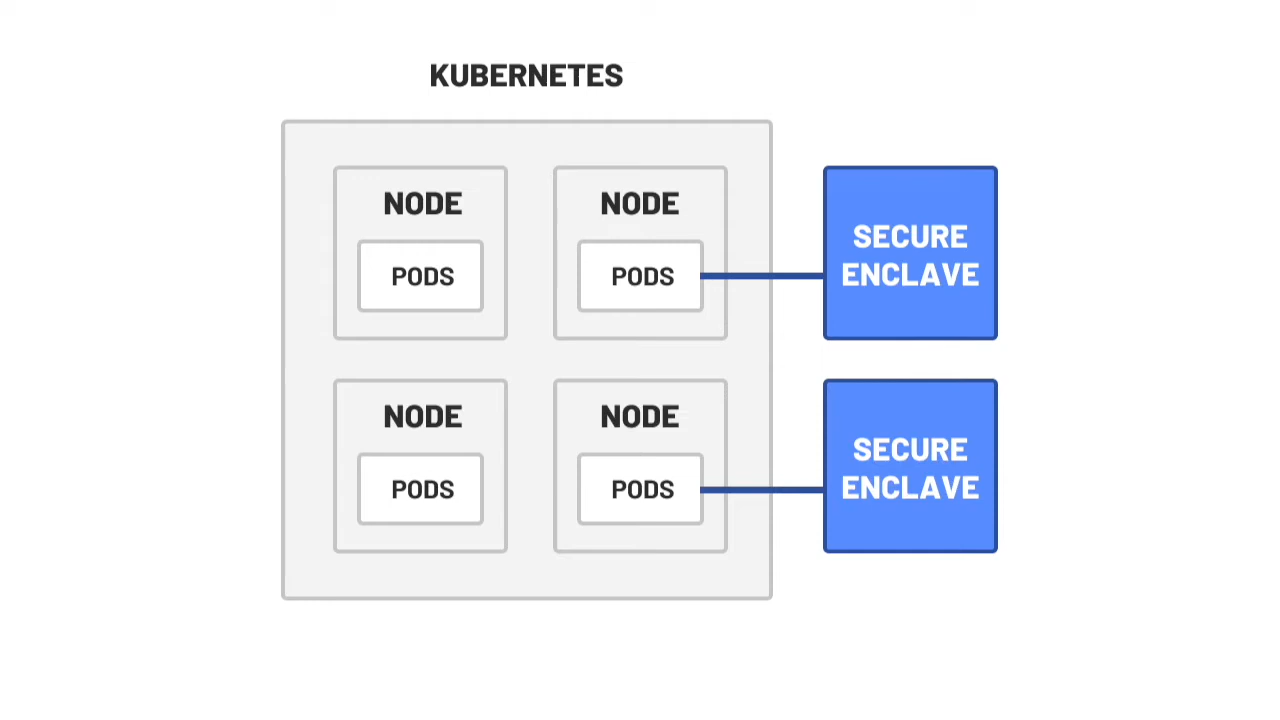 KUBERNETES
NODE
PODS
NODE
PODS
SECURE
ENCLAVE
NODE
PODS
NODE
PODS
SECURE
ENCLAVE